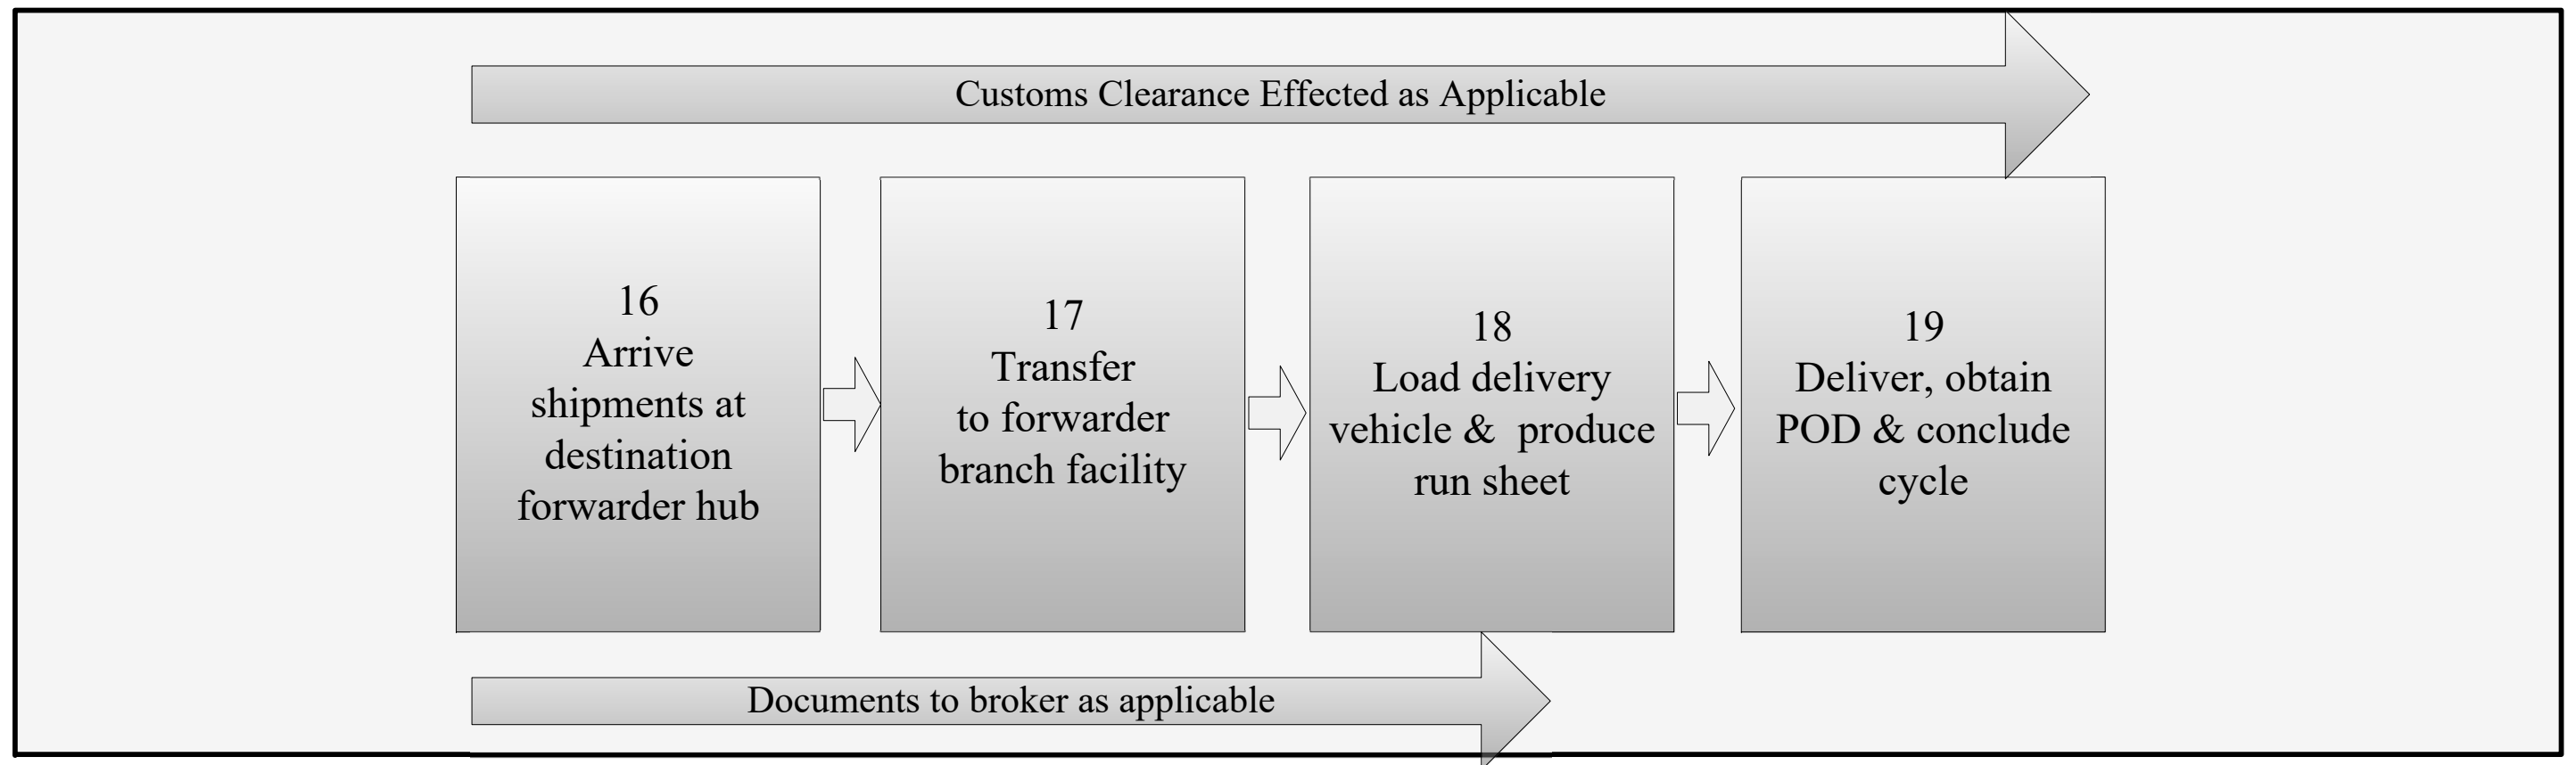 Customs Clearance Effected as Applicable
16
Arrive
shipments at
destination
forwarder hub
17
Transfer
to forwarder
branch facility
18
Load delivery
vehicle &  produce
run sheet
19
Deliver, obtain
POD & conclude
cycle
Documents to broker as applicable